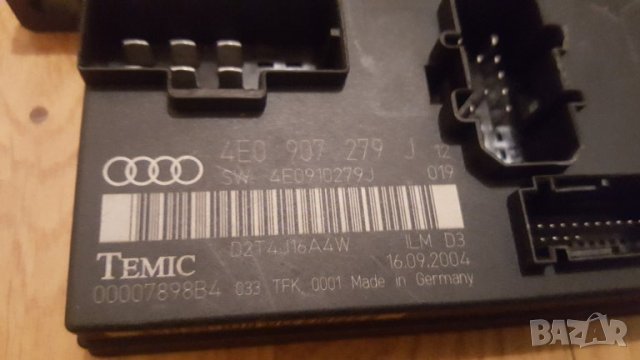 4E0 907 279 J 12
SW 4E0910279J 019
D2T4J16A4W ILM D3
TEMIC 16.09.2004
00007898B4 033 TFK 0001 Made in Germany
BAZAR